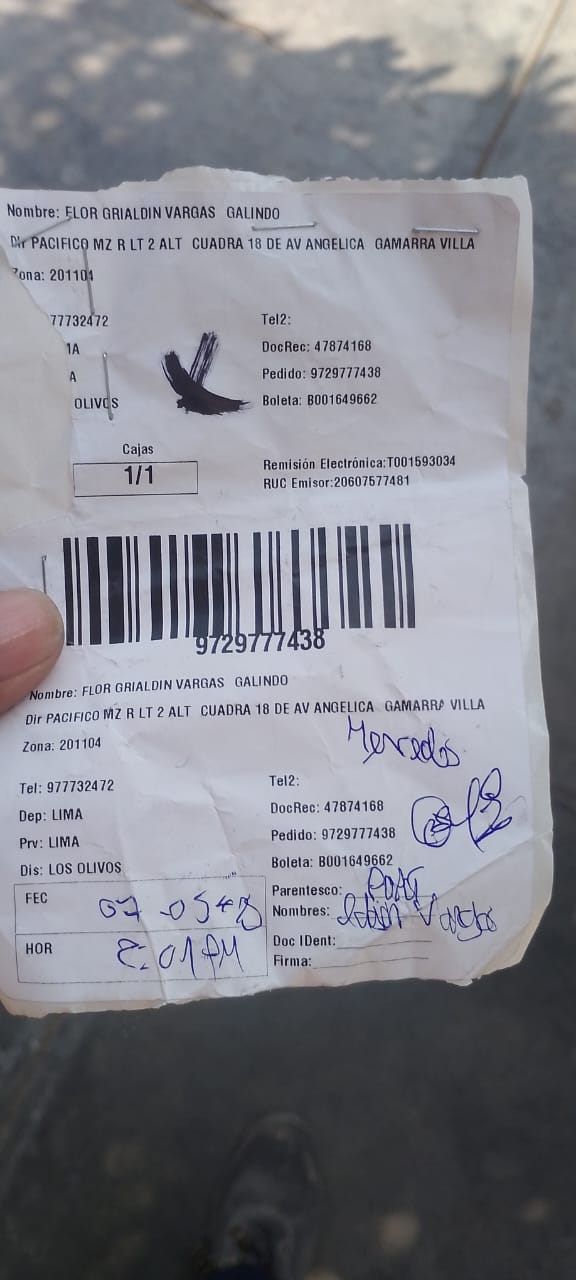 Nombre: FLOR GRIALDIN VARGAS GALINDO
Dir PACIFICO MZ R LT 2 ALT CUADRA 18 DE AV ANGELICA GAMARRA VILLA
Zona: 201104
77732472 Tel2:
MA DocRec: 47874168
A Pedido: 9729777438
OLIVOS Boleta: B001649662
Cajas
1/1
Remisión Electrónica:T001593034
RUC Emisor:20607577481
9729777438
Nombre: FLOR GRIALDIN VARGAS GALINDO
Dir PACIFICO MZ R LT 2 ALT CUADRA 18 DE AV ANGELICA GAMARRA VILLA
Zona: 201104
Tel: 977732472 Tel2:
Dep: LIMA DocRec: 47874168
Prv: LIMA Pedido: 9729777438
Dis: LOS OLIVOS Boleta: B001649662
FEC Parentesco:
Nombres: Vargas
HOR Doc IDent:
Firma: